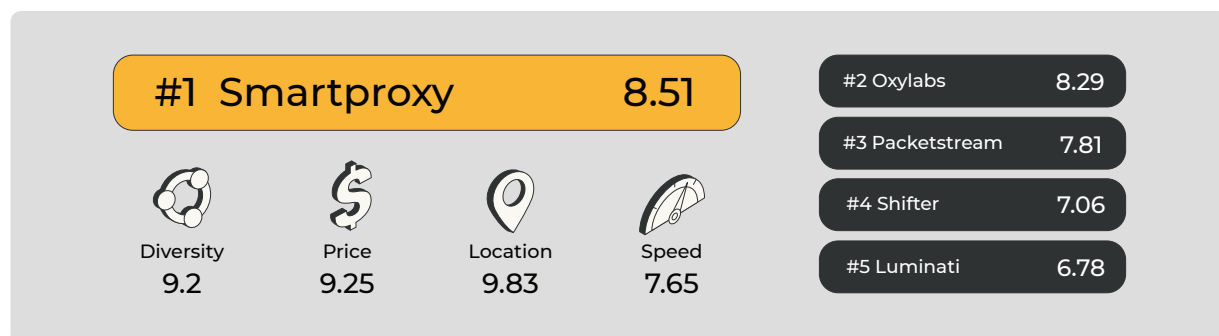 #1 Smartproxy 8.51
Diversity Price Location Speed
9.2 9.25 9.83 7.65
#2 Oxylabs 8.29
#3 Packetstream 7.81
#4 Shifter 7.06
#5 Luminati 6.78